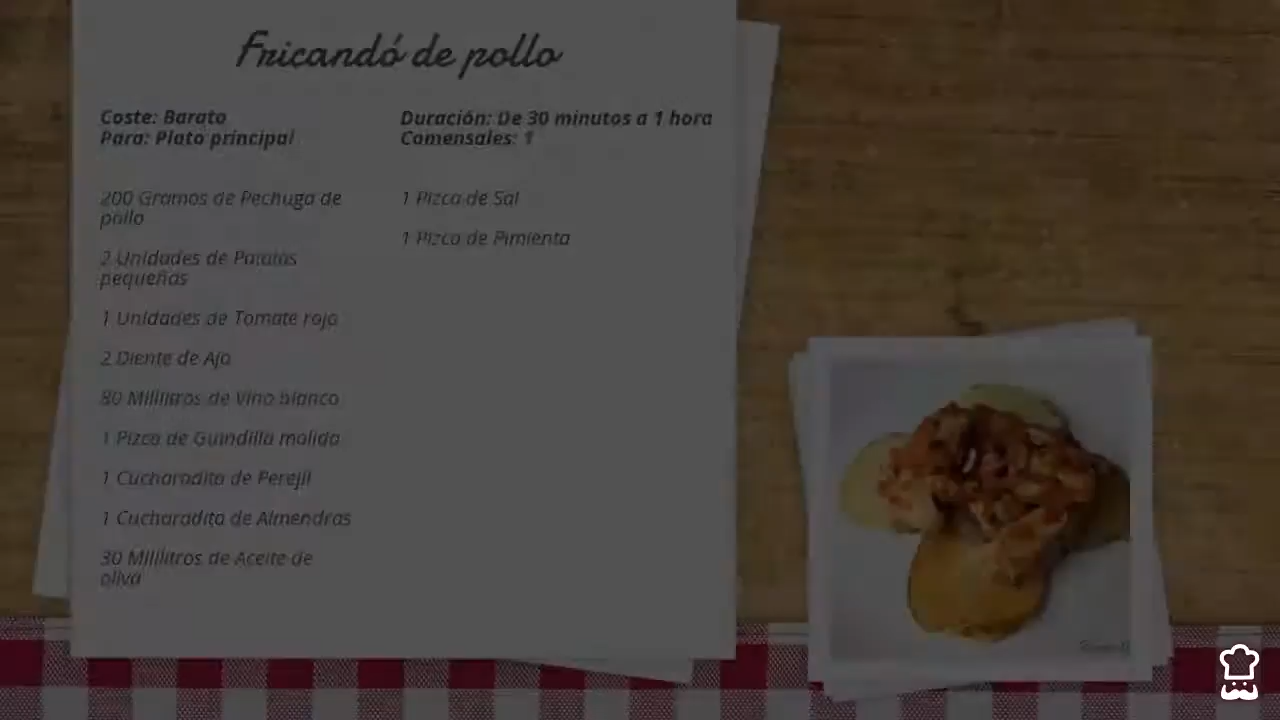 Fricandó de pollo
Coste: Barato
Para: Plato principal
Duración: De 30 minutos a 1 hora
Comensales: 1
200 Gramos de Pechuga de
pollo
2 Unidades de Patatas
pequeñas
1 Unidades de Tomate rojo
2 Diente de Ajo
80 Mililitros de Vino blanco
1 Pizca de Guindilla molida
1 Cucharadita de Perejil
1 Cucharadita de Almendras
30 Mililitros de Aceite de
oliva
1 Pizca de Sal
1 Pizca de Pimienta